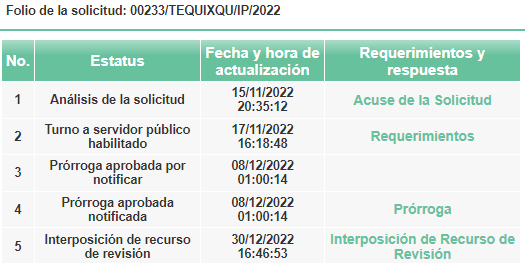 Folio de la solicitud: 00233/TEQUIXQU/IP/2022
No. Estatus Fecha y hora de actualización Requerimientos y respuesta
1 Análisis de la solicitud 15/11/2022 20:35:12 Acuse de la Solicitud
2 Turno a servidor público habilitado 17/11/2022 16:18:48 Requerimientos
3 Prórroga aprobada por notificar 08/12/2022 01:00:14
4 Prórroga aprobada notificada 08/12/2022 01:00:14 Prórroga
5 Interposición de recurso de revisión 30/12/2022 16:46:53 Interposición de Recurso de Revisión